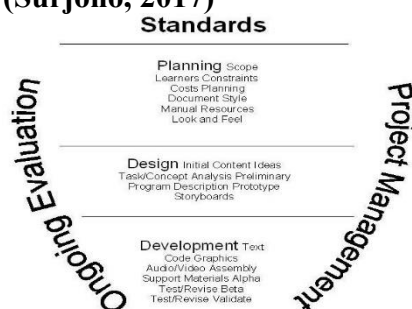 (Surjono, 2017)
Standards
Planning Scope
Learners Constraints
Costs Planning
Document Style
Manual Resources
Look and Feel
Design Initial Content Ideas
Task/Concept Analysis Preliminary
Program Description Prototype
Storyboards
Development Text
Code Graphics
Audio/Video Assembly
Support Materials Alpha
Test/Revise Beta
Test/Revise Validate
Ongoing Evaluation
Project Management